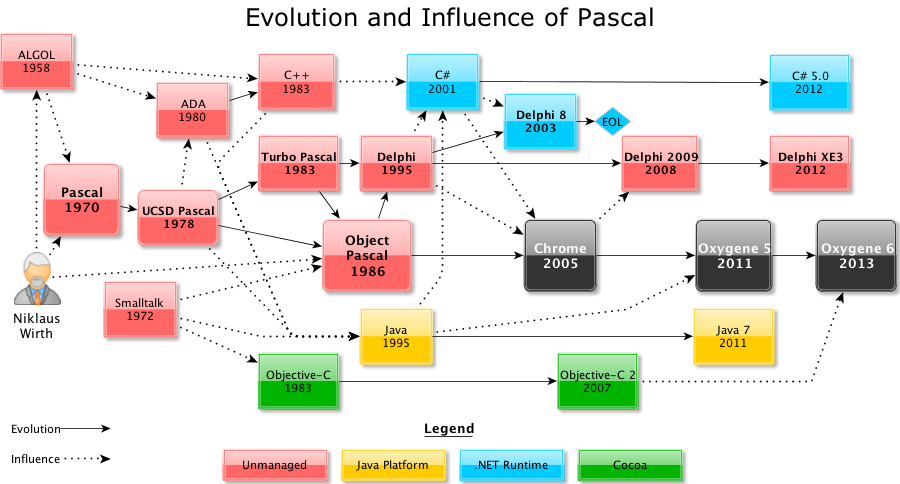 Evolution and Influence of Pascal
ALGOL
1958
C++
1983
C#
2001
C# 5.0
2012
ADA
1980
Delphi 8
2003
EOL
Turbo Pascal
1983
Delphi
1995
Delphi 2009
2008
Delphi XE3
2012
Pascal
1970
UCSD Pascal
1978
Object
Pascal
1986
Chrome
2005
Oxygene 5
2011
Oxygene 6
2013
Niklaus
Wirth
Smalltalk
1972
Java
1995
Java 7
2011
Objective-C
1983
Objective-C 2
2007
Evolution
Influence
Legend
Unmanaged
Java Platform
.NET Runtime
Cocoa